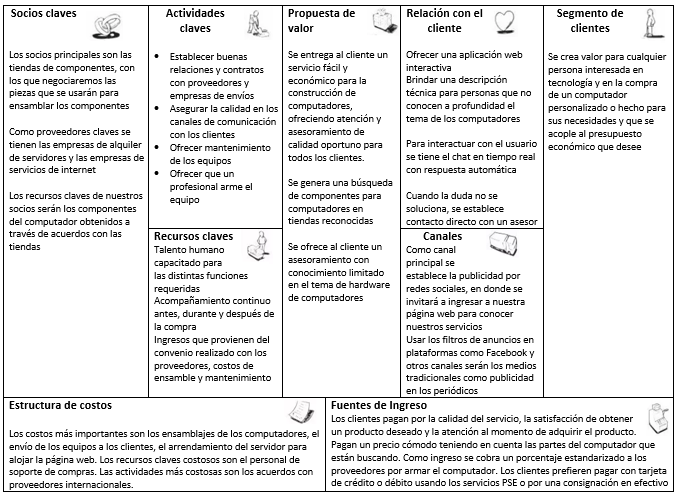 Socios claves
Los socios principales son las
tiendas de componentes, con
los que negociaremos las
piezas que se usarán para
ensamblar los componentes
Como proveedores claves se
tienen las empresas de alquiler
de servidores y las empresas de
servicios de internet
Los recursos claves de nuestros
socios serán los componentes
del computador obtenidos a
través de acuerdos con las
tiendas
Actividades
claves
• Establecer buenas
relaciones y contratos
con proveedores y
empresas de envíos
• Asegurar la calidad en los
canales de comunicación
con los clientes
• Ofrecer mantenimiento
de los equipos
• Ofrecer que un
profesional arme el
equipo
Recursos claves
Talento humano
capacitado para
las distintas funciones
requeridas
Acompañamiento continuo
antes, durante y después de
la compra
Ingresos que provienen del
convenio realizado con los
proveedores, costos de
ensamble y mantenimiento
Propuesta de
valor
Se entrega al cliente un
servicio fácil y
económico para la
construcción de
computadores,
ofreciendo atención y
asesoramiento de
calidad oportuno para
todos los clientes.
Se genera una búsqueda
de componentes para
computadores en
tiendas reconocidas
Se ofrece al cliente un
asesoramiento con
conocimiento limitado
en el tema de hardware
de computadores
Relación con el
cliente
Ofrecer una aplicación web
interactiva
Brindar una descripción
técnica para personas que no
conocen a profundidad el
tema de los computadores
Para interactuar con el usuario
se tiene el chat en tiempo real
con respuesta automática
Cuando la duda no se
soluciona, se establece
contacto directo con un asesor
Canales
Como canal
principal se
establece la publicidad por
redes sociales, en donde se
invitará a ingresar a nuestra
página web para conocer
nuestros servicios
Usar los filtros de anuncios en
plataformas como Facebook y
otros canales serán los medios
tradicionales como publicidad
en los periódicos
Segmento de
clientes
Se crea valor para cualquier
persona interesada en
tecnología y en la compra
de un computador
personalizado o hecho para
sus necesidades y que se
acople al presupuesto
económico que desee
Estructura de costos
Los costos más importantes son los ensamblajes de los computadores, el
envío de los equipos a los clientes, el arrendamiento del servidor para
alojar la página web. Los recursos claves costosos son el personal de
soporte de compras. Las actividades más costosas son los acuerdos con
proveedores internacionales.
Fuentes de Ingreso
Los clientes pagan por la calidad del servicio, la satisfacción de obtener
un producto deseado y la atención al momento de adquirir el producto.
Pagan un precio cómodo teniendo en cuenta las partes del computador que
están buscando. Como ingreso se cobra un porcentaje estandarizado a los
proveedores por armar el computador. Los clientes prefieren pagar con tarjeta
de crédito o débito usando los servicios PSE o por una consignación en efectivo